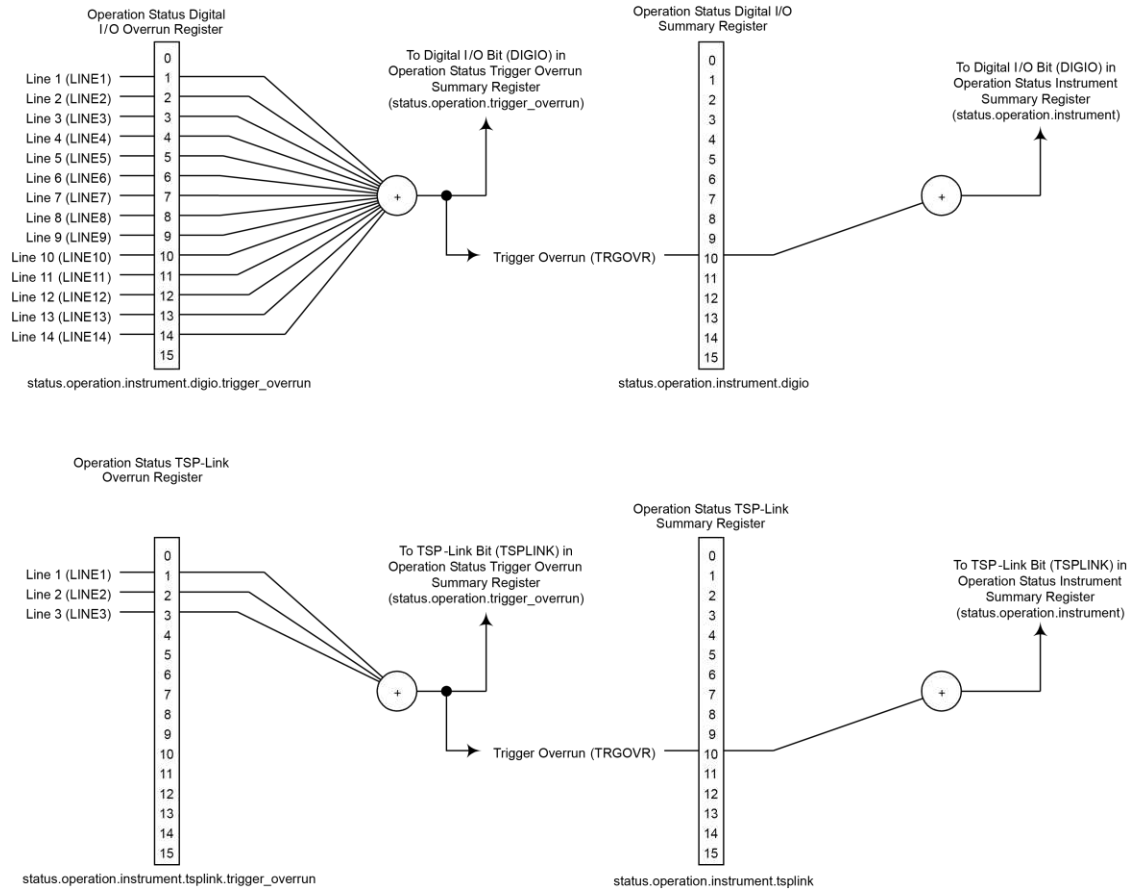 Operation Status Digital
I/O Overrun Register
0
1
2
3
4
5
6
7
8
9
10
11
12
13
14
15
Line 1 (LINE1)
Line 2 (LINE2)
Line 3 (LINE3)
Line 4 (LINE4)
Line 5 (LINE5)
Line 6 (LINE6)
Line 7 (LINE7)
Line 8 (LINE8)
Line 9 (LINE9)
Line 10 (LINE10)
Line 11 (LINE11)
Line 12 (LINE12)
Line 13 (LINE13)
Line 14 (LINE14)
status.operation.instrument.digio.trigger_overrun
+
To Digital I/O Bit (DIGIO) in
Operation Status Trigger Overrun
Summary Register
(status.operation.trigger_overrun)
Trigger Overrun (TRGOVR)
Operation Status Digital I/O
Summary Register
0
1
2
3
4
5
6
7
8
9
10
11
12
13
14
15
status.operation.instrument.digio
+
To Digital I/O Bit (DIGIO) in
Operation Status Instrument
Summary Register
(status.operation.instrument)
Operation Status TSP-Link
Overrun Register
0
1
2
3
4
5
6
7
8
9
10
11
12
13
14
15
Line 1 (LINE1)
Line 2 (LINE2)
Line 3 (LINE3)
status.operation.instrument.tsplink.trigger_overrun
+
To TSP-Link Bit (TSPLINK) in
Operation Status Trigger Overrun
Summary Register
(status.operation.trigger_overrun)
Trigger Overrun (TRGOVR)
Operation Status TSP-Link
Summary Register
0
1
2
3
4
5
6
7
8
9
10
11
12
13
14
15
status.operation.instrument.tsplink
+
To TSP-Link Bit (TSPLINK) in
Operation Status Instrument
Summary Register
(status.operation.instrument)